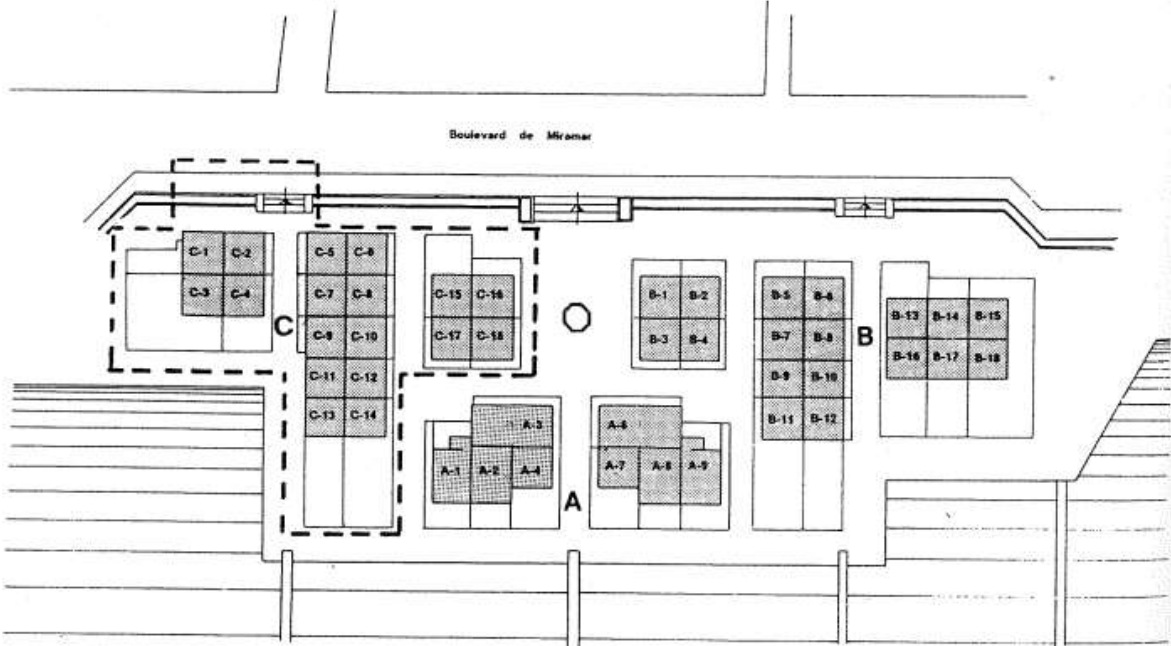 Boulevard de Miramar
C-1 C-2 C-5 C-6
C-3 C-4 C-7 C-8 C-15 C-16 B-1 B-2 B-5 B-6
C C-9 C-10 C-17 C-18 B-3 B-4 B-7 B-8 B B-13 B-14 B-15
C-11 C-12 B-9 B-10 B-16 B-17 B-18
C-13 C-14 A-3 A-6 B-11 B-12
A-1 A-2 A-4 A-7 A-8 A-9
A